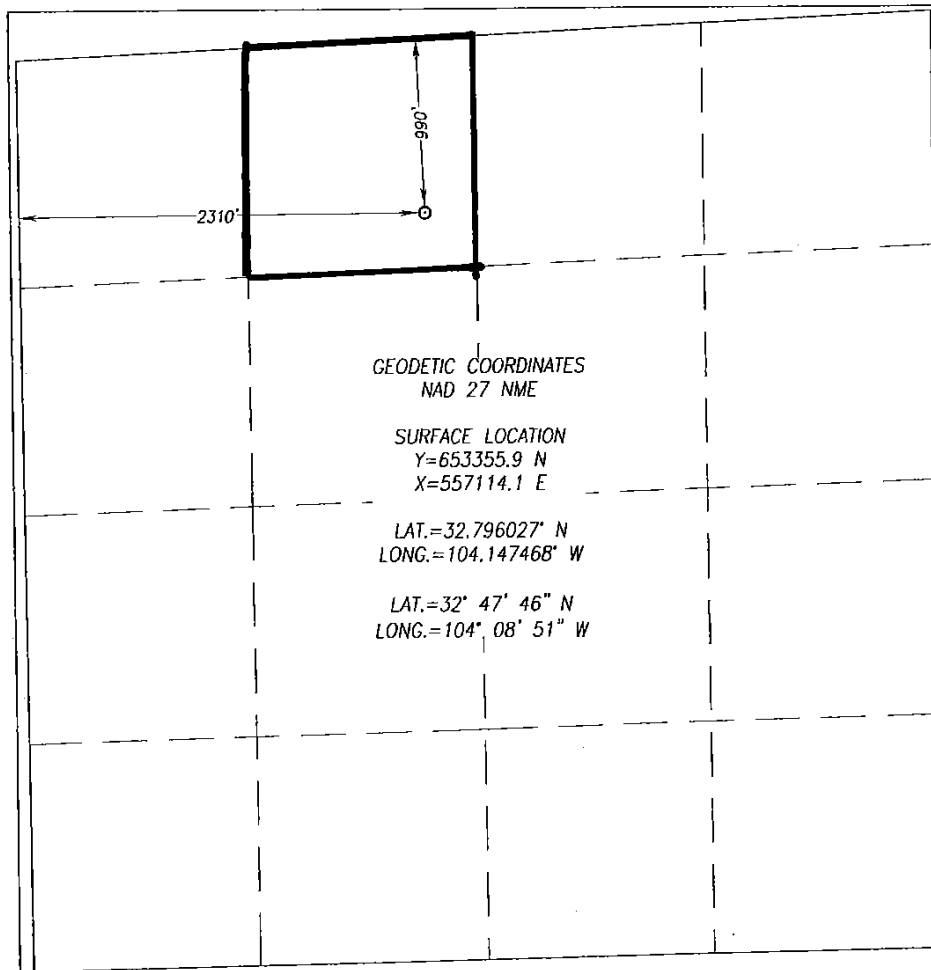 990'
2310'
GEODETIC COORDINATES
NAD 27 NME
SURFACE LOCATION
Y=653355.9 N
X=557114.1 E
LAT.=32.796027° N
LONG.=104.147468° W
LAT.=32° 47' 46" N
LONG.=104° 08' 51" W